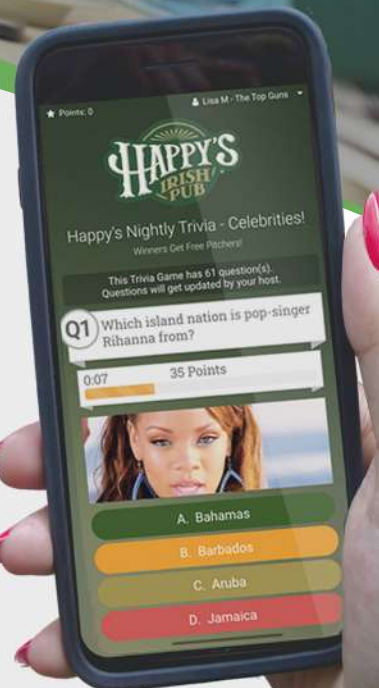 Points: 0
Lisa M - The Top Guns
HAPPY'S
IRISH
PUB
Happy's Nightly Trivia - Celebrities!
Winners Get Free Pitchers!
This Trivia Game has 61 question(s).
Questions will get updated by your host.
Q1 Which island nation is pop-singer
Rihanna from?
0:07 35 Points
A. Bahamas
B. Barbados
C. Aruba
D. Jamaica